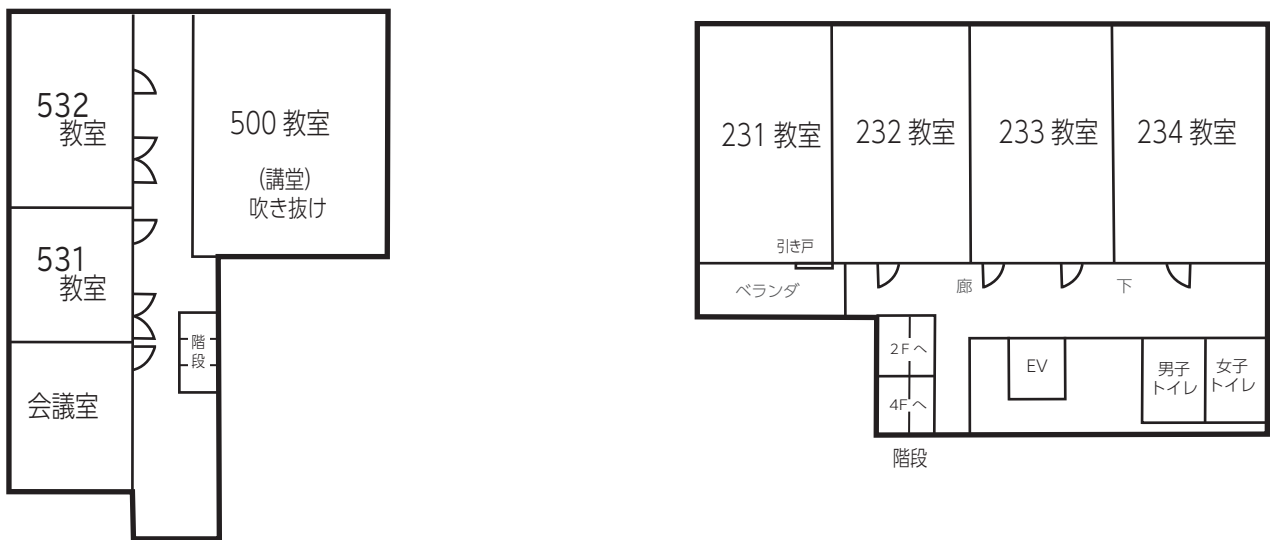 532
教室
500 教室
(講堂)
吹き抜け
531
教室
階
段
会議室
231 教室
232 教室
233 教室
234 教室
引き戸
ベランダ
廊
下
2F へ
4F へ
階段
EV
男子
トイレ
女子
トイレ